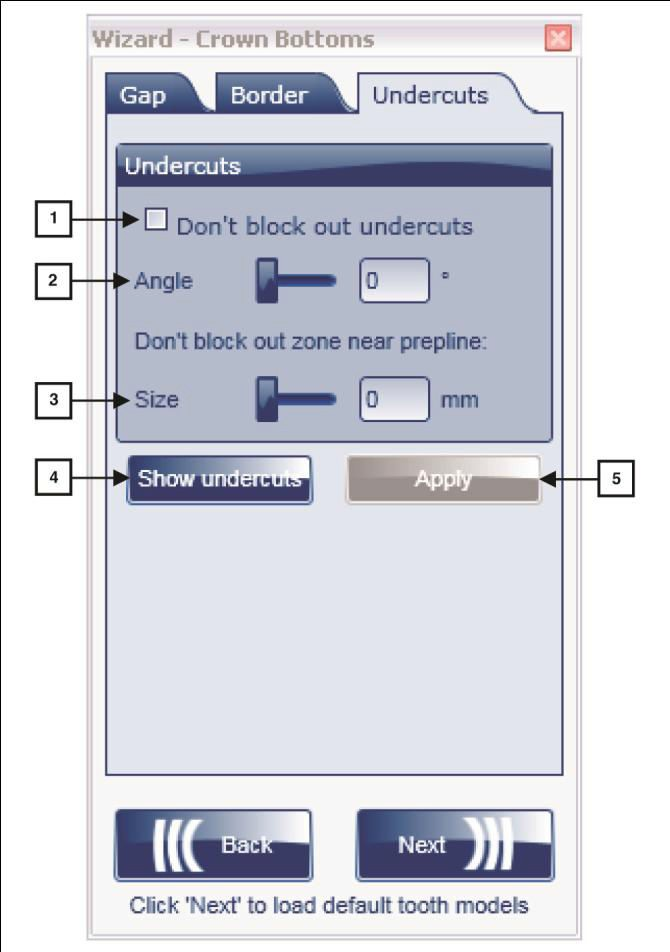 Wizard - Crown Bottoms
Gap Border Undercuts
Undercuts
1 Don't block out undercuts
2 Angle 0 °
Don't block out zone near prepline:
3 Size 0 mm
4 Show undercuts Apply 5
Back Next
Click 'Next' to load default tooth models